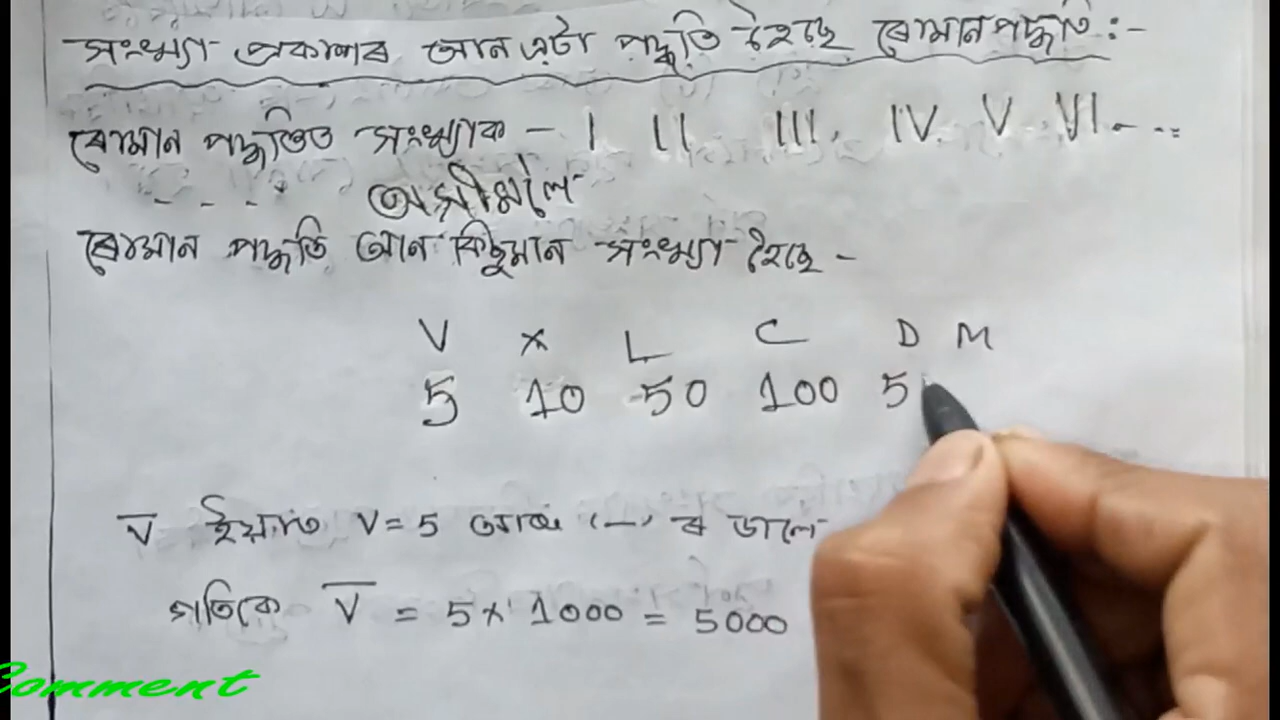 সংখ্যা প্ৰকাশৰ আন এটা পদ্ধতি হৈছে ৰোমান পদ্ধতি :-
ৰোমান পদ্ধতিত সংখ্যাক - I II III, IV V VI - - -
- - - - অসীমলৈ
ৰোমান পদ্ধতি আন কিছুমান সংখ্যা হৈছে -
V X L C D M
5 10 50 100 5
V̅ ইয়াত V = 5 আৰু '—' ৰ ডালে
গতিকে V̅ = 5 × 1000 = 5000
Comment